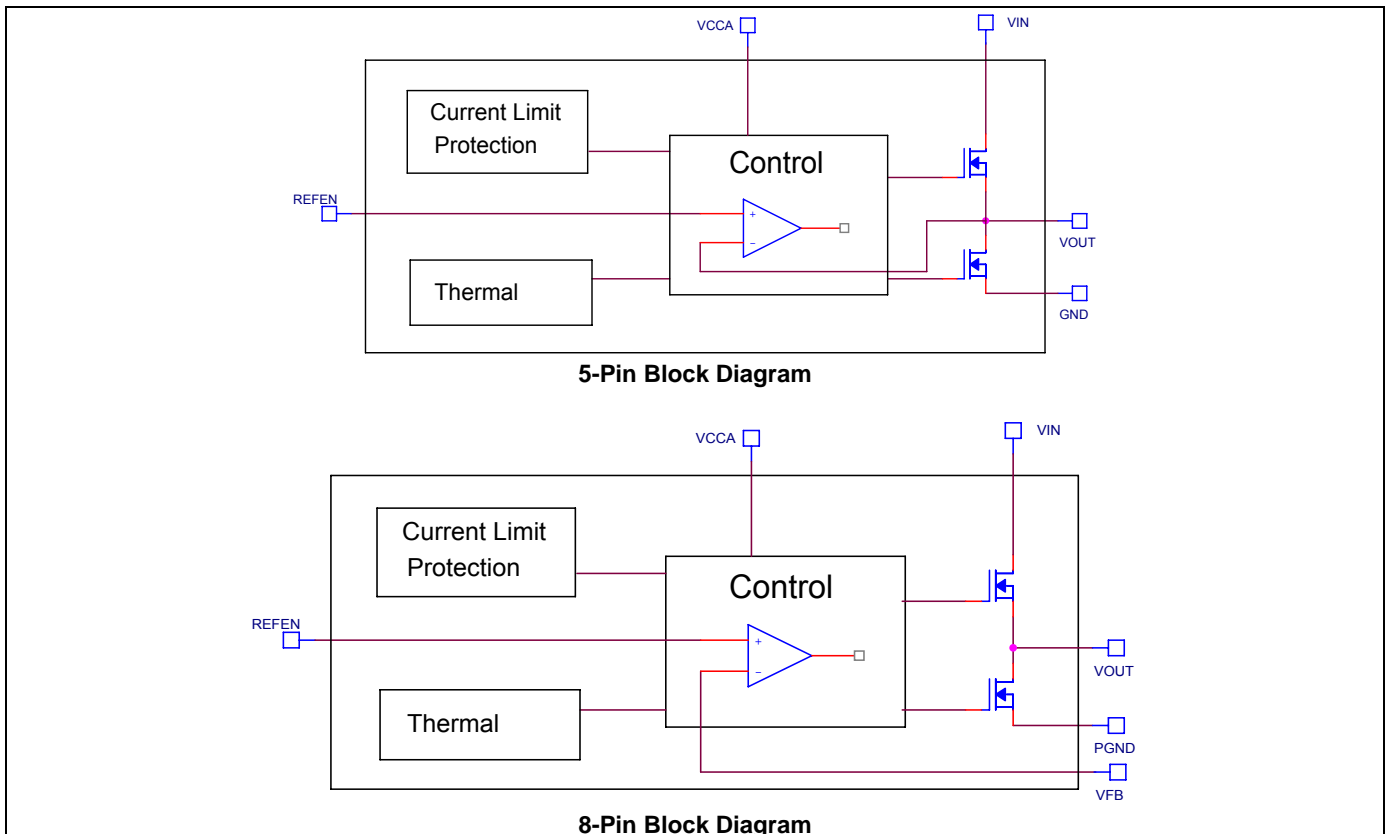 VCCA
VIN
Current Limit
Protection
Control
REFEN
+
−
VOUT
Thermal
GND
5-Pin Block Diagram
VCCA
VIN
Current Limit
Protection
Control
REFEN
+
−
VOUT
Thermal
PGND
VFB
8-Pin Block Diagram